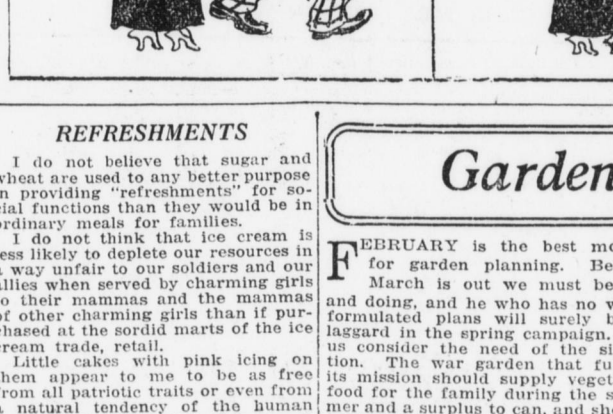 REFRESHMENTS
I do not believe that sugar and
wheat are used to any better purpose
in providing "refreshments" for so-
cial functions than they would be in
ordinary meals for families.
I do not think that ice cream is
less likely to deplete our resources in
a way unfair to our soldiers and our
allies when served by charming girls
to their mammas and the mammas
of other charming girls than if pur-
chased at the sordid marts of the ice
cream trade, retail.
Little cakes with pink icing on
them appear to me to be as free
from all patriotic traits or even from
a natural tendency of the human
Garden
FEBRUARY is the best mo
for garden planning. Be
March is out we must be
and doing, and he who has no
formulated plans will surely b
laggard in the spring campaign.
us consider the need of the si
tion. The war garden that fu
its mission should supply veget
food for the family during the
mer and a surplus to can, and